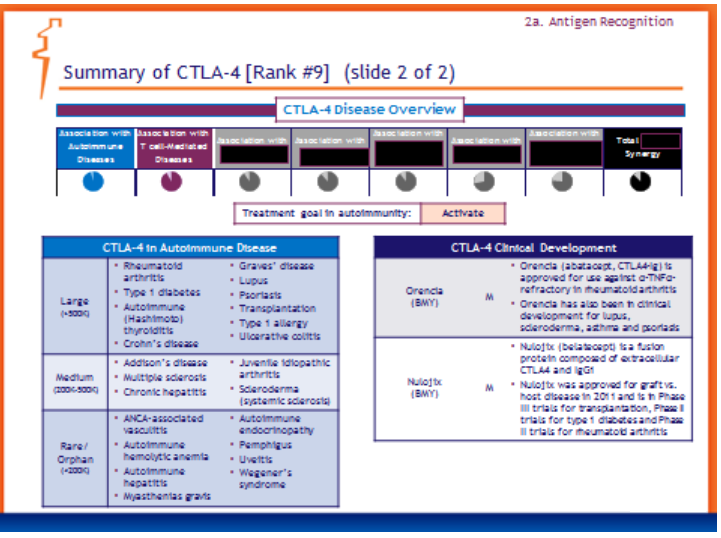 2a. Antigen Recognition
Summary of CTLA-4 [Rank #9] (slide 2 of 2)
CTLA-4 Disease Overview
Association with Autoimmune Diseases
Association with T cell-Mediated Diseases
Association with
Association with
Association with
Association with
Association with
Total
Synergy
Treatment goal in autoimmunity: Activate
CTLA-4 in Autoimmune Disease
Large
(>500K)
• Rheumatoid
arthritis
• Type 1 diabetes
• Autoimmune
(Hashimoto)
thyroiditis
• Crohn's disease
• Graves' disease
• Lupus
• Psoriasis
• Transplantation
• Type 1 allergy
• Ulcerative colitis
Medium
(200K-500K)
• Addison's disease
• Multiple sclerosis
• Chronic hepatitis
• Juvenile idiopathic
arthritis
• Scleroderma
(systemic sclerosis)
Rare/
Orphan
(<200K)
• ANCA-associated
vasculitis
• Autoimmune
hemolytic anemia
• Autoimmune
hepatitis
• Myasthenias gravis
• Autoimmune
endocrinopathy
• Pemphigus
• Uveitis
• Wegener's
syndrome
CTLA-4 Clinical Development
Orencia
(BMY)
M
• Orencia (abatacept, CTLA4-Ig) is
approved for use against α-TNFα-
refractory in rheumatoid arthritis
• Orencia has also been in clinical
development for lupus,
scleroderma, asthma and psoriasis
Nulojix
(BMY)
M
• Nulojix (belatecept) is a fusion
protein composed of extracellular
CTLA4 and IgG1
• Nulojix was approved for graft vs.
host disease in 2011 and is in Phase
III trials for transplantation, Phase II
trials for type 1 diabetes and Phase
II trials for rheumatoid arthritis